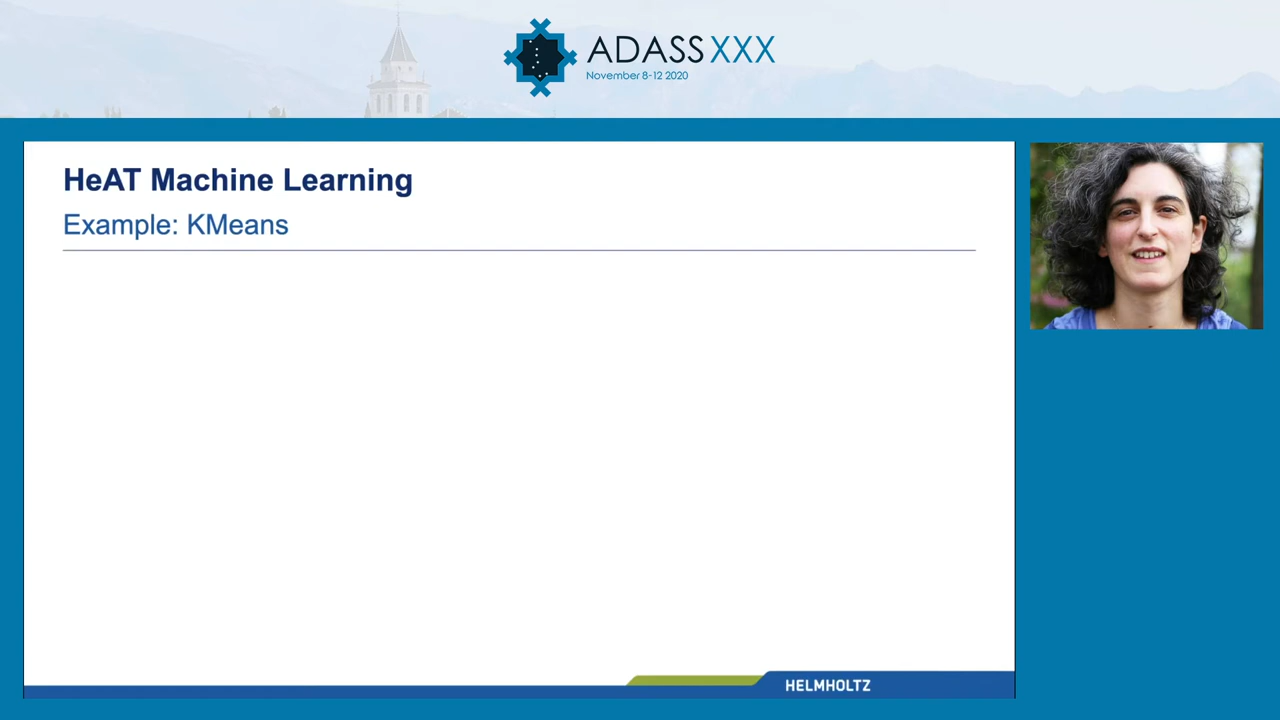 ADASS XXX
November 8-12 2020
HeAT Machine Learning
Example: KMeans
HELMHOLTZ